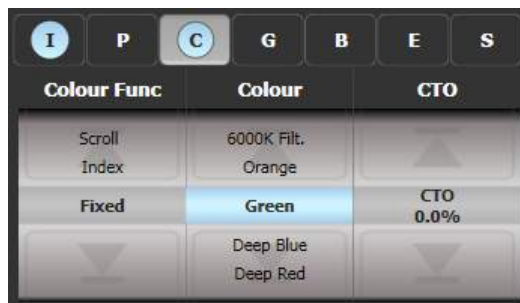 I P C G B E S
Colour Func Colour CTO
Scroll 6000K Filt.
Index Orange
Fixed Green CTO
0.0%
Deep Blue
Deep Red